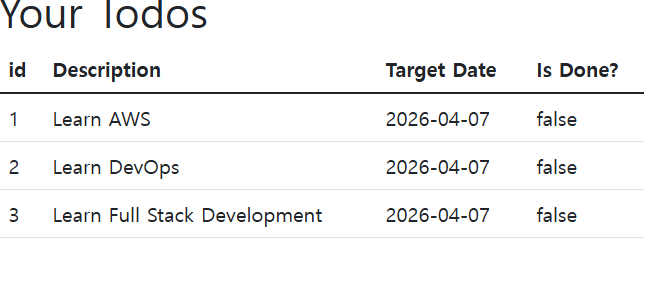 Your Todos
id Description Target Date Is Done?
1 Learn AWS 2026-04-07 false
2 Learn DevOps 2026-04-07 false
3 Learn Full Stack Development 2026-04-07 false